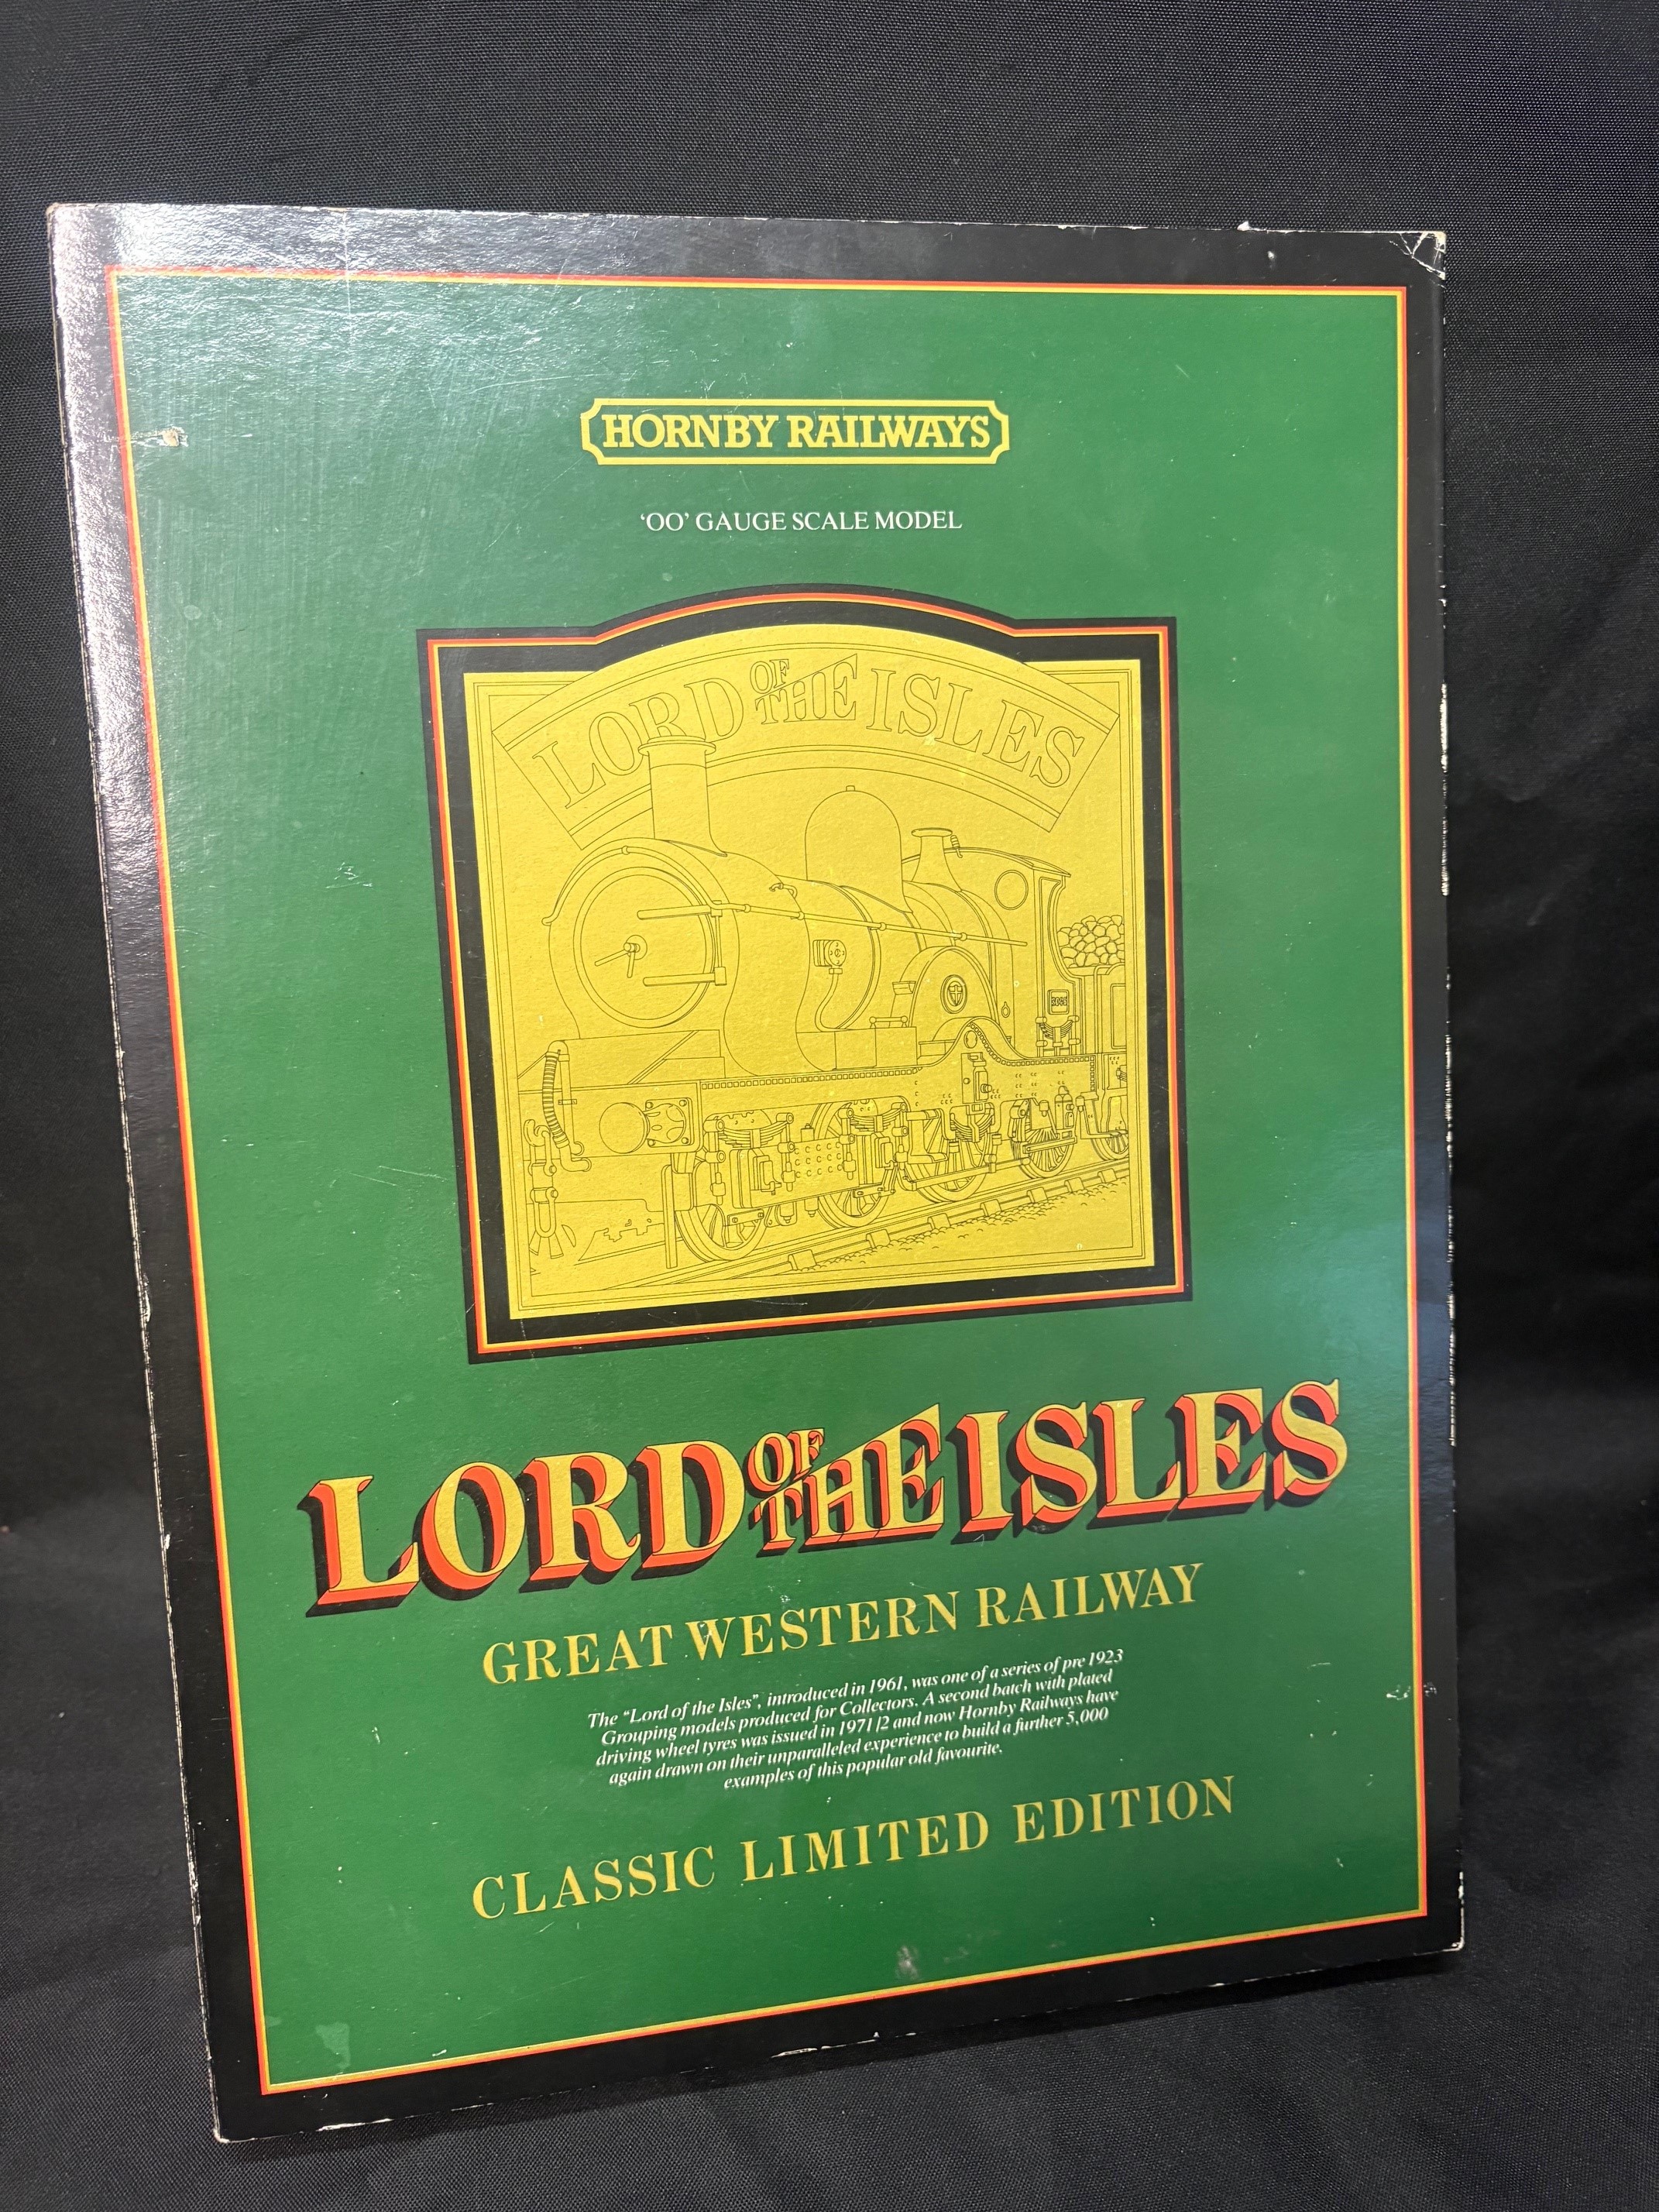 HORNBY RAILWAYS
‘OO’ GAUGE SCALE MODEL
LORD OF THE ISLES
LORD OF THE ISLES
GREAT WESTERN RAILWAY
The “Lord of the Isles”, introduced in 1961, was one of a series of pre 1923
Grouping models produced for Collectors. A second batch with plated
driving wheel tyres was issued in 1971/2 and now Hornby Railways have
again drawn on their unparalleled experience to build a further 5,000
examples of this popular old favourite.
CLASSIC LIMITED EDITION